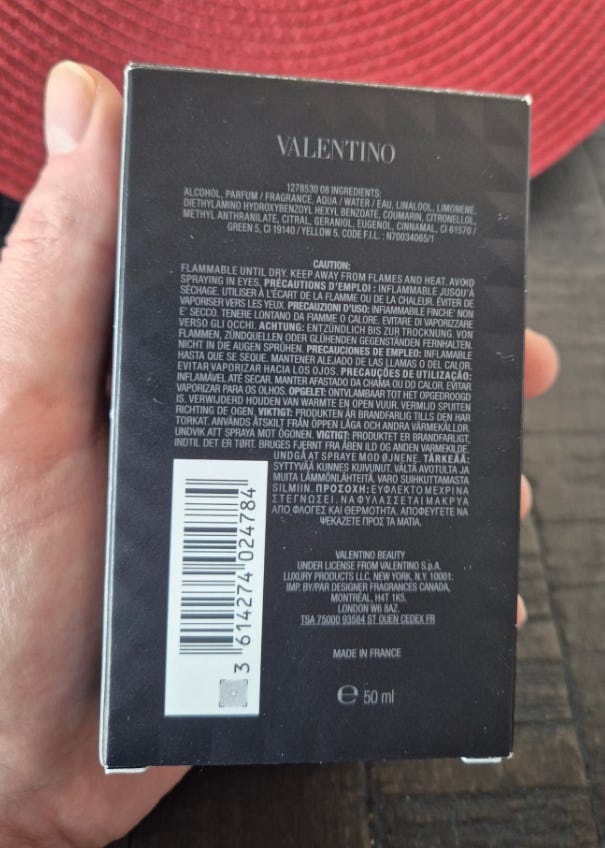 VALENTINO
1278530 08 INGREDIENTS:
ALCOHOL, PARFUM / FRAGRANCE, AQUA / WATER / EAU, LINALOOL, LIMONENE,
DIETHYLAMINO HYDROXYBENZOYL HEXYL BENZOATE, COUMARIN, CITRONELLOL,
METHYL ANTHRANILATE, CITRAL, GERANIOL, EUGENOL, CINNAMAL, CI 61570 /
GREEN 5, CI 19140 / YELLOW 5. CODE F.I.L. : N70034065/1
CAUTION:
FLAMMABLE UNTIL DRY. KEEP AWAY FROM FLAMES AND HEAT. AVOID
SPRAYING IN EYES. PRÉCAUTIONS D'EMPLOI : INFLAMMABLE JUSQU'À
SÉCHAGE. UTILISER À L'ÉCART DE LA FLAMME OU DE LA CHALEUR. ÉVITER DE
VAPORISER VERS LES YEUX. PRECAUZIONI D'USO: INFIAMMABILE FINCHE' NON
E' SECCO. TENERE LONTANO DA FIAMME O CALORE. EVITARE DI VAPORIZZARE
VERSO GLI OCCHI. ACHTUNG: ENTZÜNDLICH BIS ZUR TROCKNUNG. VON
FLAMMEN, ZÜNDQUELLEN ODER GLÜHENDEN GEGENSTÄNDEN FERNHALTEN.
NICHT IN DIE AUGEN SPRÜHEN. PRECAUCIONES DE EMPLEO: INFLAMABLE
HASTA QUE SE SEQUE. MANTENER ALEJADO DE LAS LLAMAS O DEL CALOR.
EVITAR VAPORIZAR HACIA LOS OJOS. PRECAUÇÕES DE UTILIZAÇÃO:
INFLAMÁVEL ATÉ SECAR. MANTER AFASTADO DA CHAMA OU DO CALOR. EVITAR
VAPORIZAR PARA OS OLHOS. OPGELET: ONTVLAMBAAR TOT HET OPGEDROOGD
IS. VERWIJDERD HOUDEN VAN WARMTE EN OPEN VUUR. VERMIJD SPUITEN
RICHTING DE OGEN. VIKTIGT: PRODUKTEN ÄR BRANDFARLIG TILLS DEN HAR
TORKAT. ANVÄNDS ÅTSKILT FRÅN ÖPPEN LÅGA OCH ANDRA VÄRMEKÄLLOR.
UNDVIK ATT SPRAYA MOT ÖGONEN. VIGTIGT: PRODUKTET ER BRANDFARLIGT,
INDTIL DET ER TØRT. BRUGES FJERNT FRA ÅBEN ILD OG ANDEN VARMEKILDE.
UNDGÅ AT SPRAYE MOD ØJNENE. TÄRKEÄÄ:
SYTTYVÄÄ KUNNES KUIVUNUT. VÄLTÄ AVOTULTA JA
MUITA LÄMMÖNLÄHTEITÄ. VARO SUIHKUTTAMASTA
SILMIIN. ΠΡΟΣΟΧΗ: ΕΥΦΛΕΚΤΟ ΜΕΧΡΙ ΝΑ
ΣΤΕΓΝΩΣΕΙ. ΝΑ ΦΥΛΑΣΣΕΤΑΙ ΜΑΚΡΥΑ
ΑΠΟ ΦΛΟΓΕΣ ΚΑΙ ΘΕΡΜΟΤΗΤΑ. ΑΠΟΦΕΥΓΕΤΕ ΝΑ
ΨΕΚΑΖΕΤΕ ΠΡΟΣ ΤΑ ΜΑΤΙΑ.
3 614274 024784
VALENTINO BEAUTY
UNDER LICENSE FROM VALENTINO S.p.A.
LUXURY PRODUCTS LLC, NEW YORK, N.Y. 10001.
IMP. BY/PAR DESIGNER FRAGRANCES CANADA,
MONTRÉAL, H4T 1K5.
LONDON W6 8AZ.
TSA 75000 93584 ST OUEN CEDEX FR
MADE IN FRANCE
℮ 50 ml